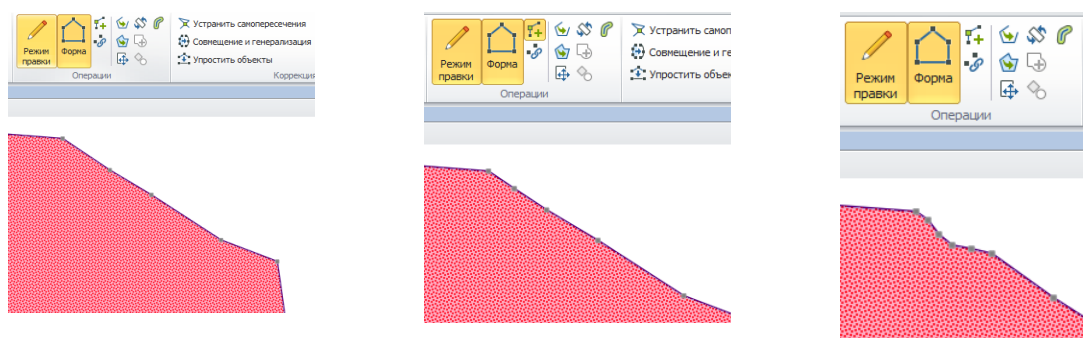 Режим
правки
Форма
Устранить самопересечения
Совмещение и генерализация
Упростить объекты
Операции
Коррекция
Режим
правки
Форма
Устранить самоп
Совмещение и ге
Упростить объек
Операции
Режим
правки
Форма
Операции